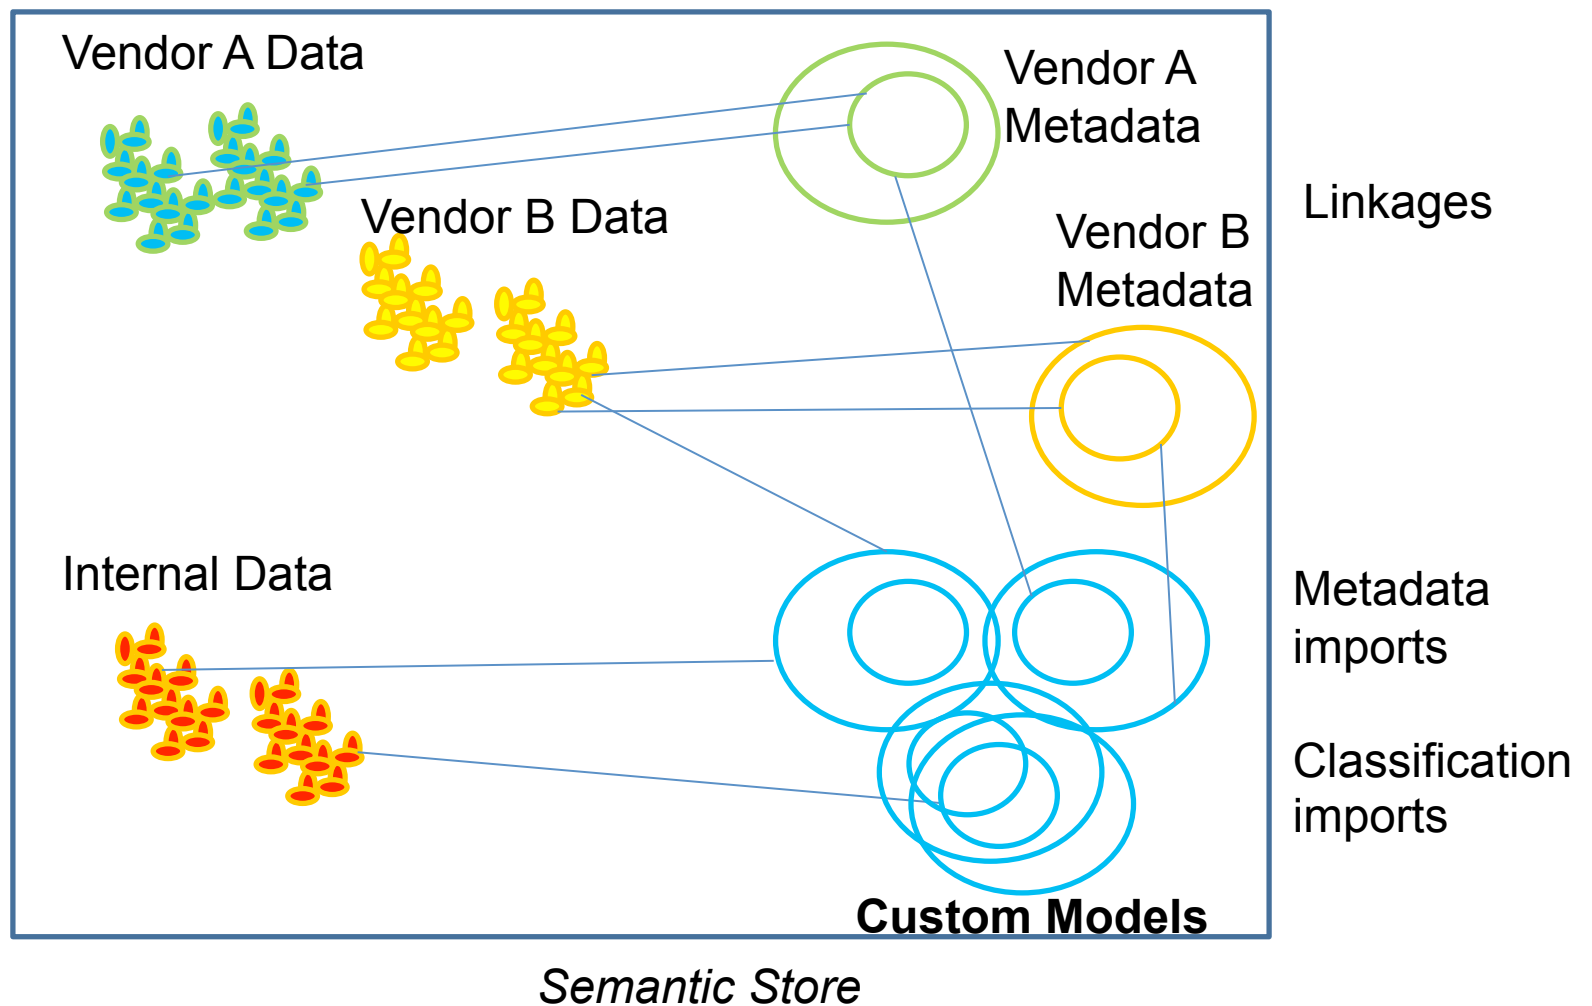 Vendor A Data
Vendor A
Metadata
Linkages
Vendor B Data
Vendor B
Metadata
Internal Data
Metadata
imports
Classification
imports
Custom Models
Semantic Store